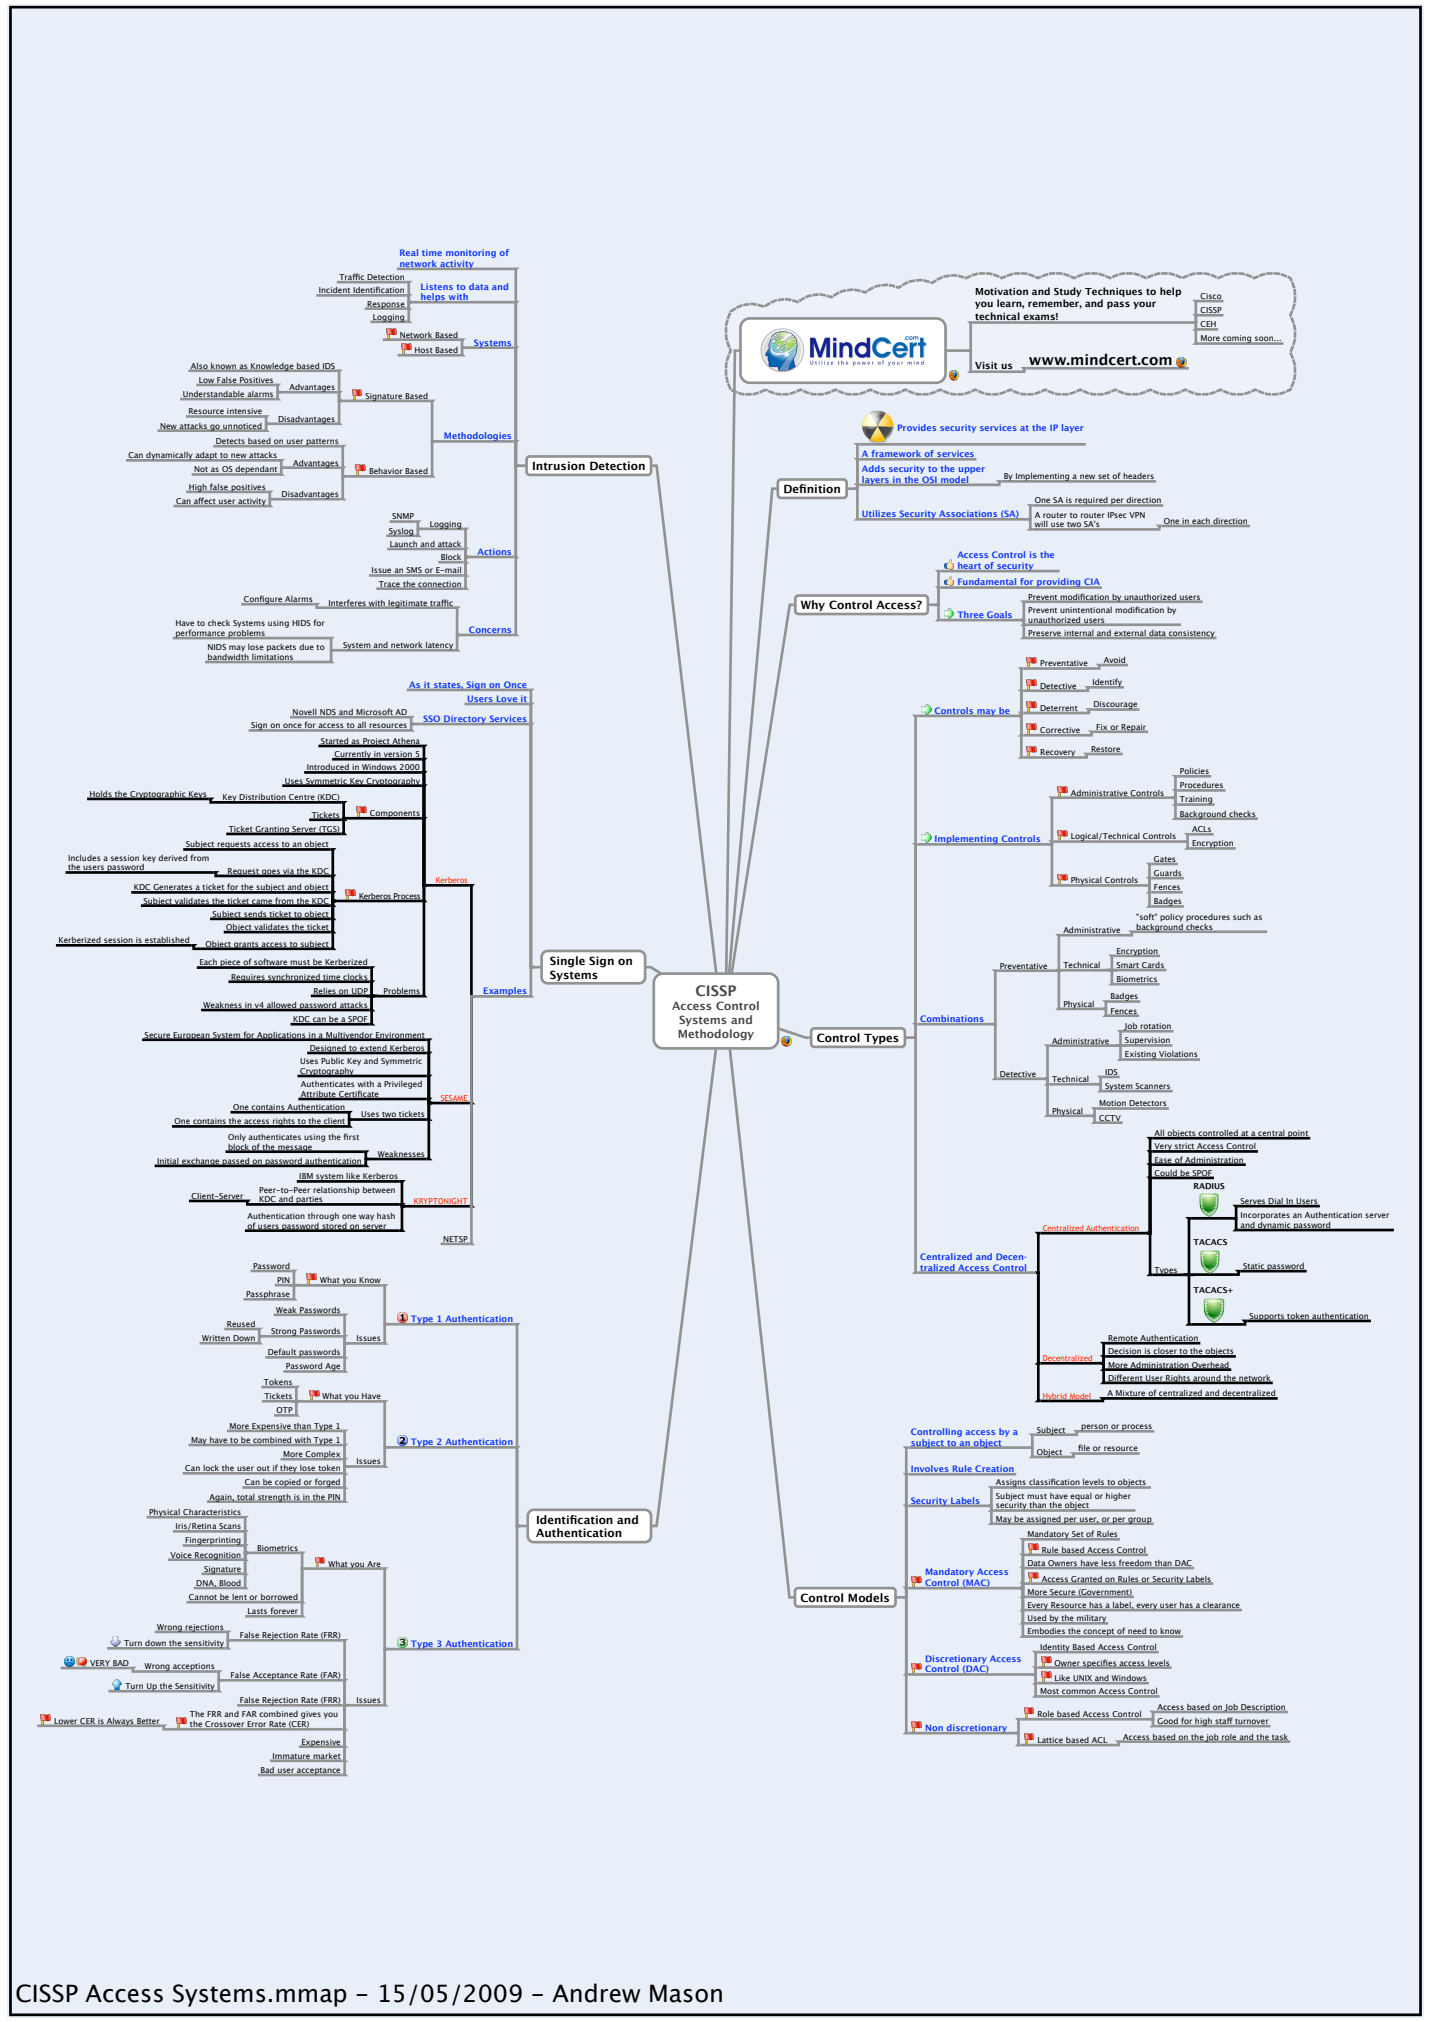 Real time monitoring of
network activity
Traffic Detection
Incident Identification
Response
Logging
Listens to data and
helps with
Network Based
Host Based
Systems
Also known as Knowledge based IDS
Low False Positives
Understandable alarms
Advantages
Resource intensive
New attacks go unnoticed
Disadvantages
Signature Based
Detects based on user patterns
Can dynamically adapt to new attacks
Not as OS dependant
Advantages
High false positives
Can affect user activity
Disadvantages
Behavior Based
Methodologies
Intrusion Detection
SNMP
Syslog
Logging
Launch and attack
Block
Issue an SMS or E-mail
Trace the connection
Actions
Configure Alarms
Interferes with legitimate traffic
Have to check Systems using HIDS for
performance problems
NIDS may lose packets due to
bandwidth limitations
System and network latency
Concerns
As it states, Sign on Once
Users Love it
Novell NDS and Microsoft AD
Sign on once for access to all resources
SSO Directory Services
Started as Project Athena
Currently in version 5
Introduced in Windows 2000
Uses Symmetric Key Cryptography
Holds the Cryptographic Keys
Key Distribution Centre (KDC)
Tickets
Ticket Granting Server (TGS)
Components
Subject requests access to an object
Includes a session key derived from
the users password
Request goes via the KDC
KDC Generates a ticket for the subject and object
Subject validates the ticket came from the KDC
Subject sends ticket to object
Object validates the ticket
Kerberized session is established
Object grants access to subject
Kerberos Process
Kerberos
Each piece of software must be Kerberized
Requires synchronized time clocks
Relies on UDP
Weakness in v4 allowed password attacks
KDC can be a SPOF
Problems
Examples
Single Sign on
Systems
Secure European System for Applications in a Multivendor Environment
Designed to extend Kerberos
Uses Public Key and Symmetric
Cryptography
Authenticates with a Privileged
Attribute Certificate
One contains Authentication
One contains the access rights to the client
Uses two tickets
Only authenticates using the first
block of the message
Initial exchange passed on password authentication
Weaknesses
SESAME
IBM system like Kerberos
Client-Server
Peer-to-Peer relationship between
KDC and parties
Authentication through one way hash
of users password stored on server
KRYPTONIGHT
NETSP
Password
PIN
Passphrase
What you Know
Weak Passwords
Reused
Written Down
Strong Passwords
Default passwords
Password Age
Issues
1 Type 1 Authentication
Tokens
Tickets
OTP
What you Have
More Expensive than Type 1
May have to be combined with Type 1
More Complex
Can lock the user out if they lose token
Can be copied or forged
Again, total strength is in the PIN
Issues
2 Type 2 Authentication
Identification and
Authentication
Physical Characteristics
Iris/Retina Scans
Fingerprinting
Voice Recognition
Signature
DNA, Blood
Biometrics
Cannot be lent or borrowed
Lasts forever
What you Are
Wrong rejections
Turn down the sensitivity
False Rejection Rate (FRR)
VERY BAD
Wrong acceptions
Turn Up the Sensitivity
False Acceptance Rate (FAR)
False Rejection Rate (FRR)
Lower CER is Always Better
The FRR and FAR combined gives you
the Crossover Error Rate (CER)
Expensive
Immature market
Bad user acceptance
Issues
3 Type 3 Authentication
CISSP
Access Control
Systems and
Methodology
MindCert
.com
Utilize the power of your mind
Motivation and Study Techniques to help
you learn, remember, and pass your
technical exams!
Cisco
CISSP
CEH
More coming soon...
Visit us
www.mindcert.com
Definition
Provides security services at the IP layer
A framework of services
Adds security to the upper
layers in the OSI model
By Implementing a new set of headers
Utilizes Security Associations (SA)
One SA is required per direction
A router to router IPsec VPN
will use two SA's
One in each direction
Why Control Access?
Access Control is the
heart of security
Fundamental for providing CIA
Three Goals
Prevent modification by unauthorized users
Prevent unintentional modification by
unauthorized users
Preserve internal and external data consistency
Control Types
Controls may be
Preventative
Avoid
Detective
Identify
Deterrent
Discourage
Corrective
Fix or Repair
Recovery
Restore
Implementing Controls
Administrative Controls
Policies
Procedures
Training
Background checks
Logical/Technical Controls
ACLs
Encryption
Physical Controls
Gates
Guards
Fences
Badges
Combinations
Preventative
Administrative
"soft" policy procedures such as
background checks
Technical
Encryption
Smart Cards
Biometrics
Physical
Badges
Fences
Detective
Administrative
Job rotation
Supervision
Existing Violations
Technical
IDS
System Scanners
Physical
Motion Detectors
CCTV
Centralized and Decen-
tralized Access Control
Centralized Authentication
All objects controlled at a central point
Very strict Access Control
Ease of Administration
Could be SPOF
Types
RADIUS
Serves Dial In Users
Incorporates an Authentication server
and dynamic password
TACACS
Static password
TACACS+
Supports token authentication
Decentralized
Remote Authentication
Decision is closer to the objects
More Administration Overhead
Different User Rights around the network
Hybrid Model
A Mixture of centralized and decentralized
Control Models
Controlling access by a
subject to an object
Subject
person or process
Object
file or resource
Involves Rule Creation
Security Labels
Assigns classification levels to objects
Subject must have equal or higher
security than the object
May be assigned per user, or per group
Mandatory Access
Control (MAC)
Mandatory Set of Rules
Rule based Access Control
Data Owners have less freedom than DAC
Access Granted on Rules or Security Labels
More Secure (Government)
Every Resource has a label, every user has a clearance
Used by the military
Embodies the concept of need to know
Discretionary Access
Control (DAC)
Identity Based Access Control
Owner specifies access levels
Like UNIX and Windows
Most common Access Control
Non discretionary
Role based Access Control
Access based on Job Description
Good for high staff turnover
Lattice based ACL
Access based on the job role and the task
CISSP Access Systems.mmap - 15/05/2009 - Andrew Mason